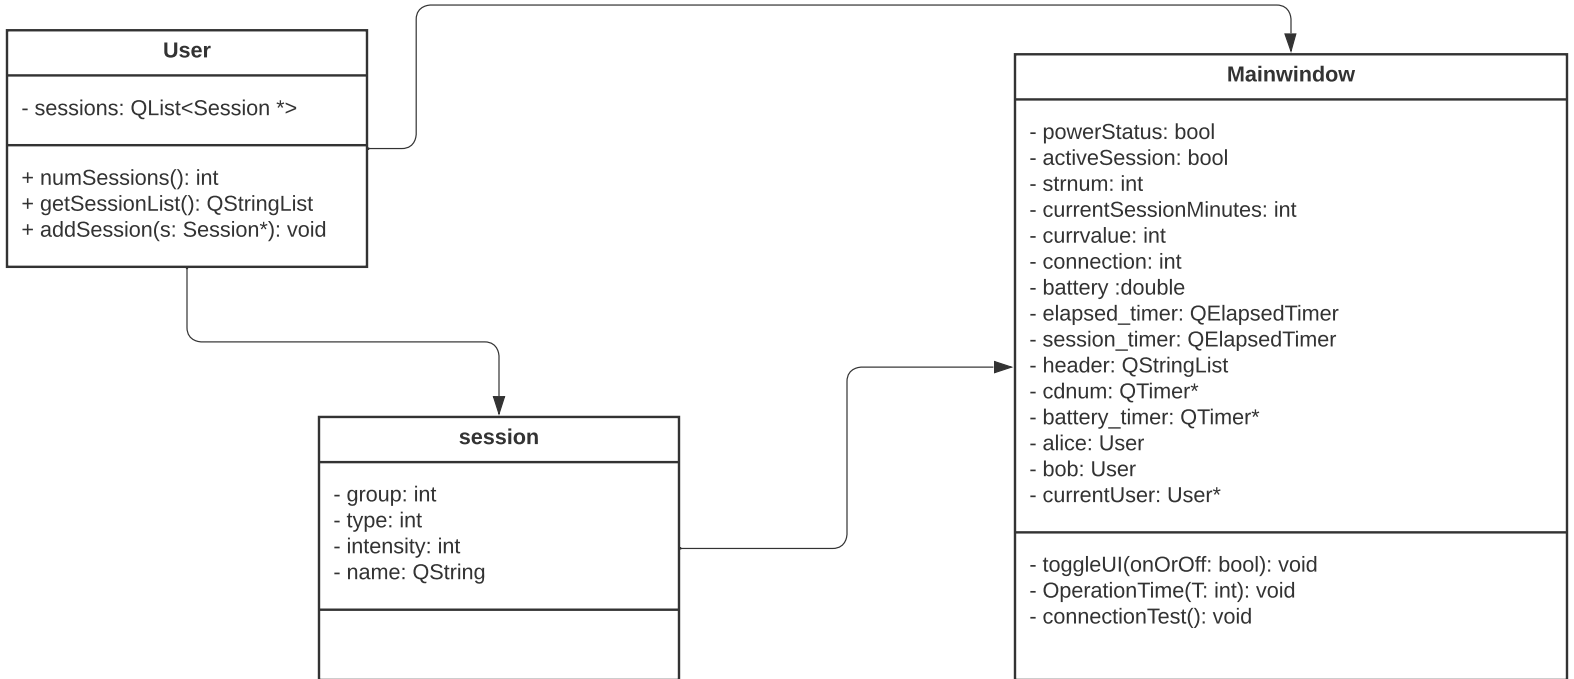 User
- sessions: QList<Session *>
+ numSessions(): int
+ getSessionList(): QStringList
+ addSession(s: Session*): void
Mainwindow
- powerStatus: bool
- activeSession: bool
- strnum: int
- currentSessionMinutes: int
- currvalue: int
- connection: int
- battery :double
- elapsed_timer: QElapsedTimer
- session_timer: QElapsedTimer
- header: QStringList
- cdnum: QTimer*
- battery_timer: QTimer*
- alice: User
- bob: User
- currentUser: User*
- toggleUI(onOrOff: bool): void
- OperationTime(T: int): void
- connectionTest(): void
session
- group: int
- type: int
- intensity: int
- name: QString